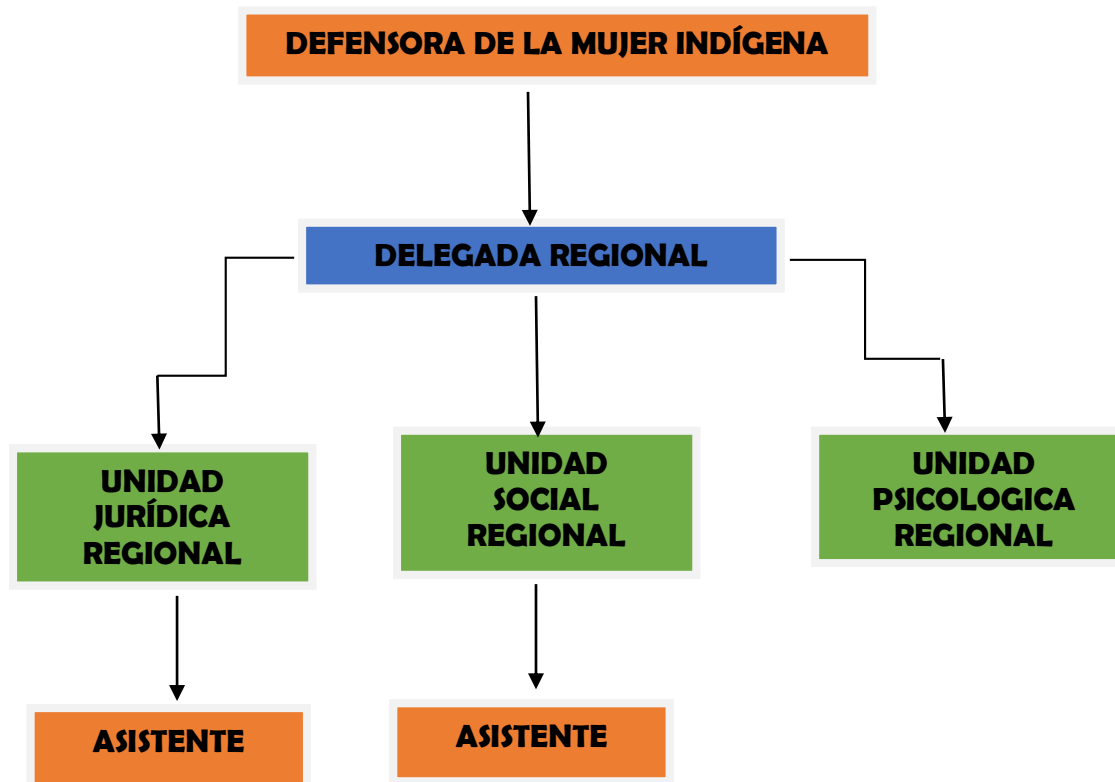 DEFENSORA DE LA MUJER INDÍGENA
DELEGADA REGIONAL
UNIDAD
JURÍDICA
REGIONAL
UNIDAD
SOCIAL
REGIONAL
UNIDAD
PSICOLOGICA
REGIONAL
ASISTENTE
ASISTENTE